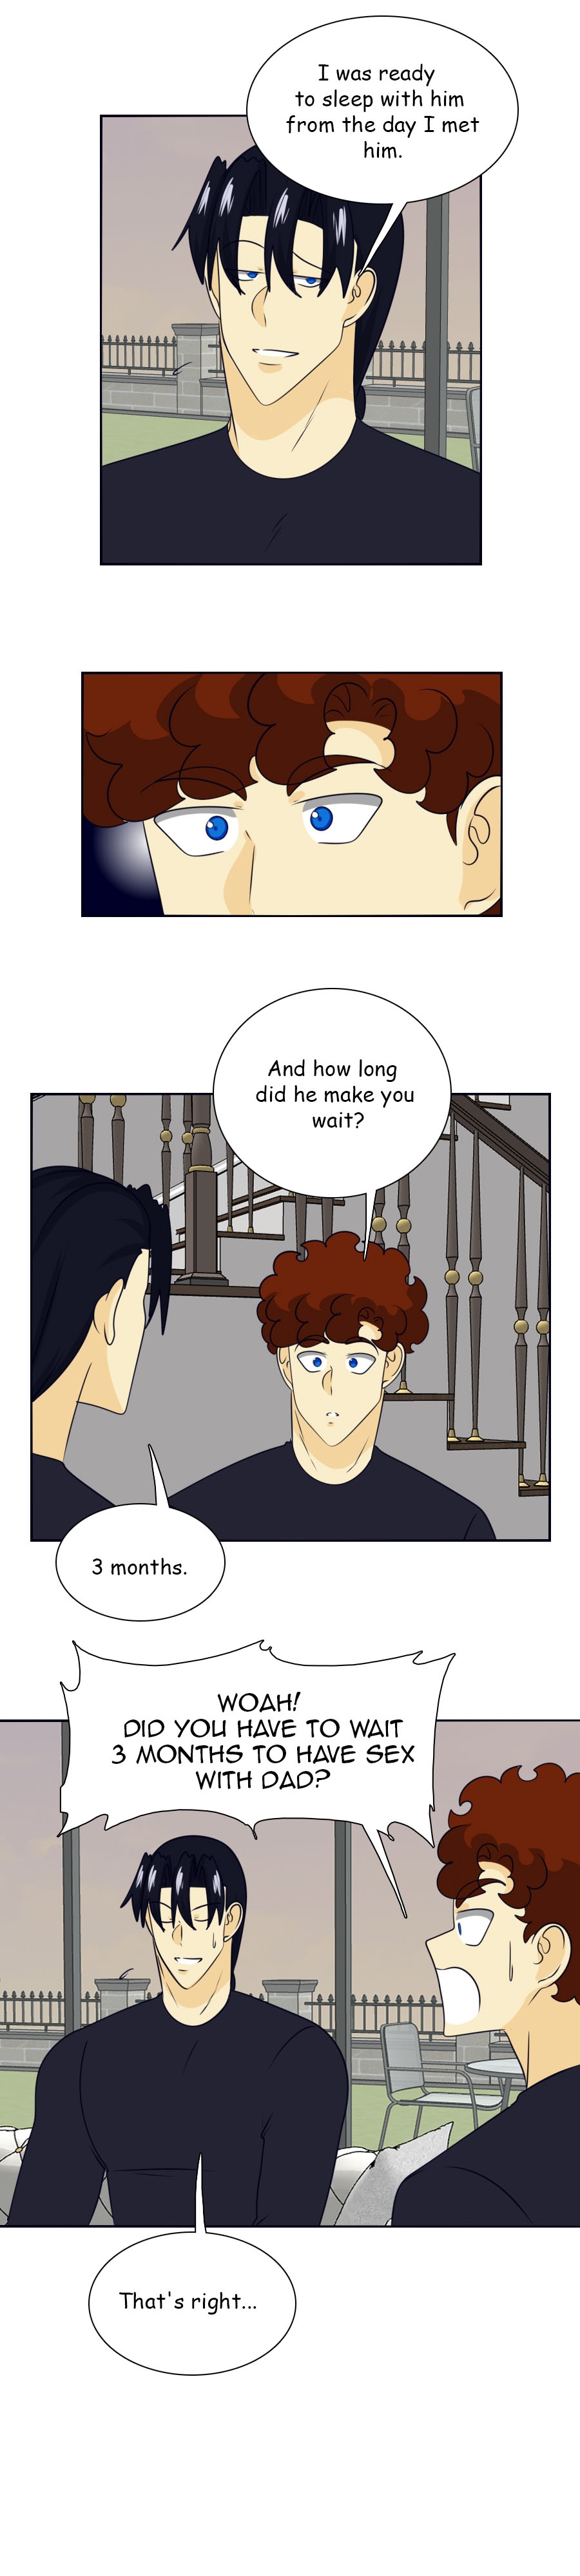 I was ready
to sleep with him
from the day I met
him.
And how long
did he make you
wait?
3 months.
WOAH!
DID YOU HAVE TO WAIT
3 MONTHS TO HAVE SEX
WITH DAD?
That's right...